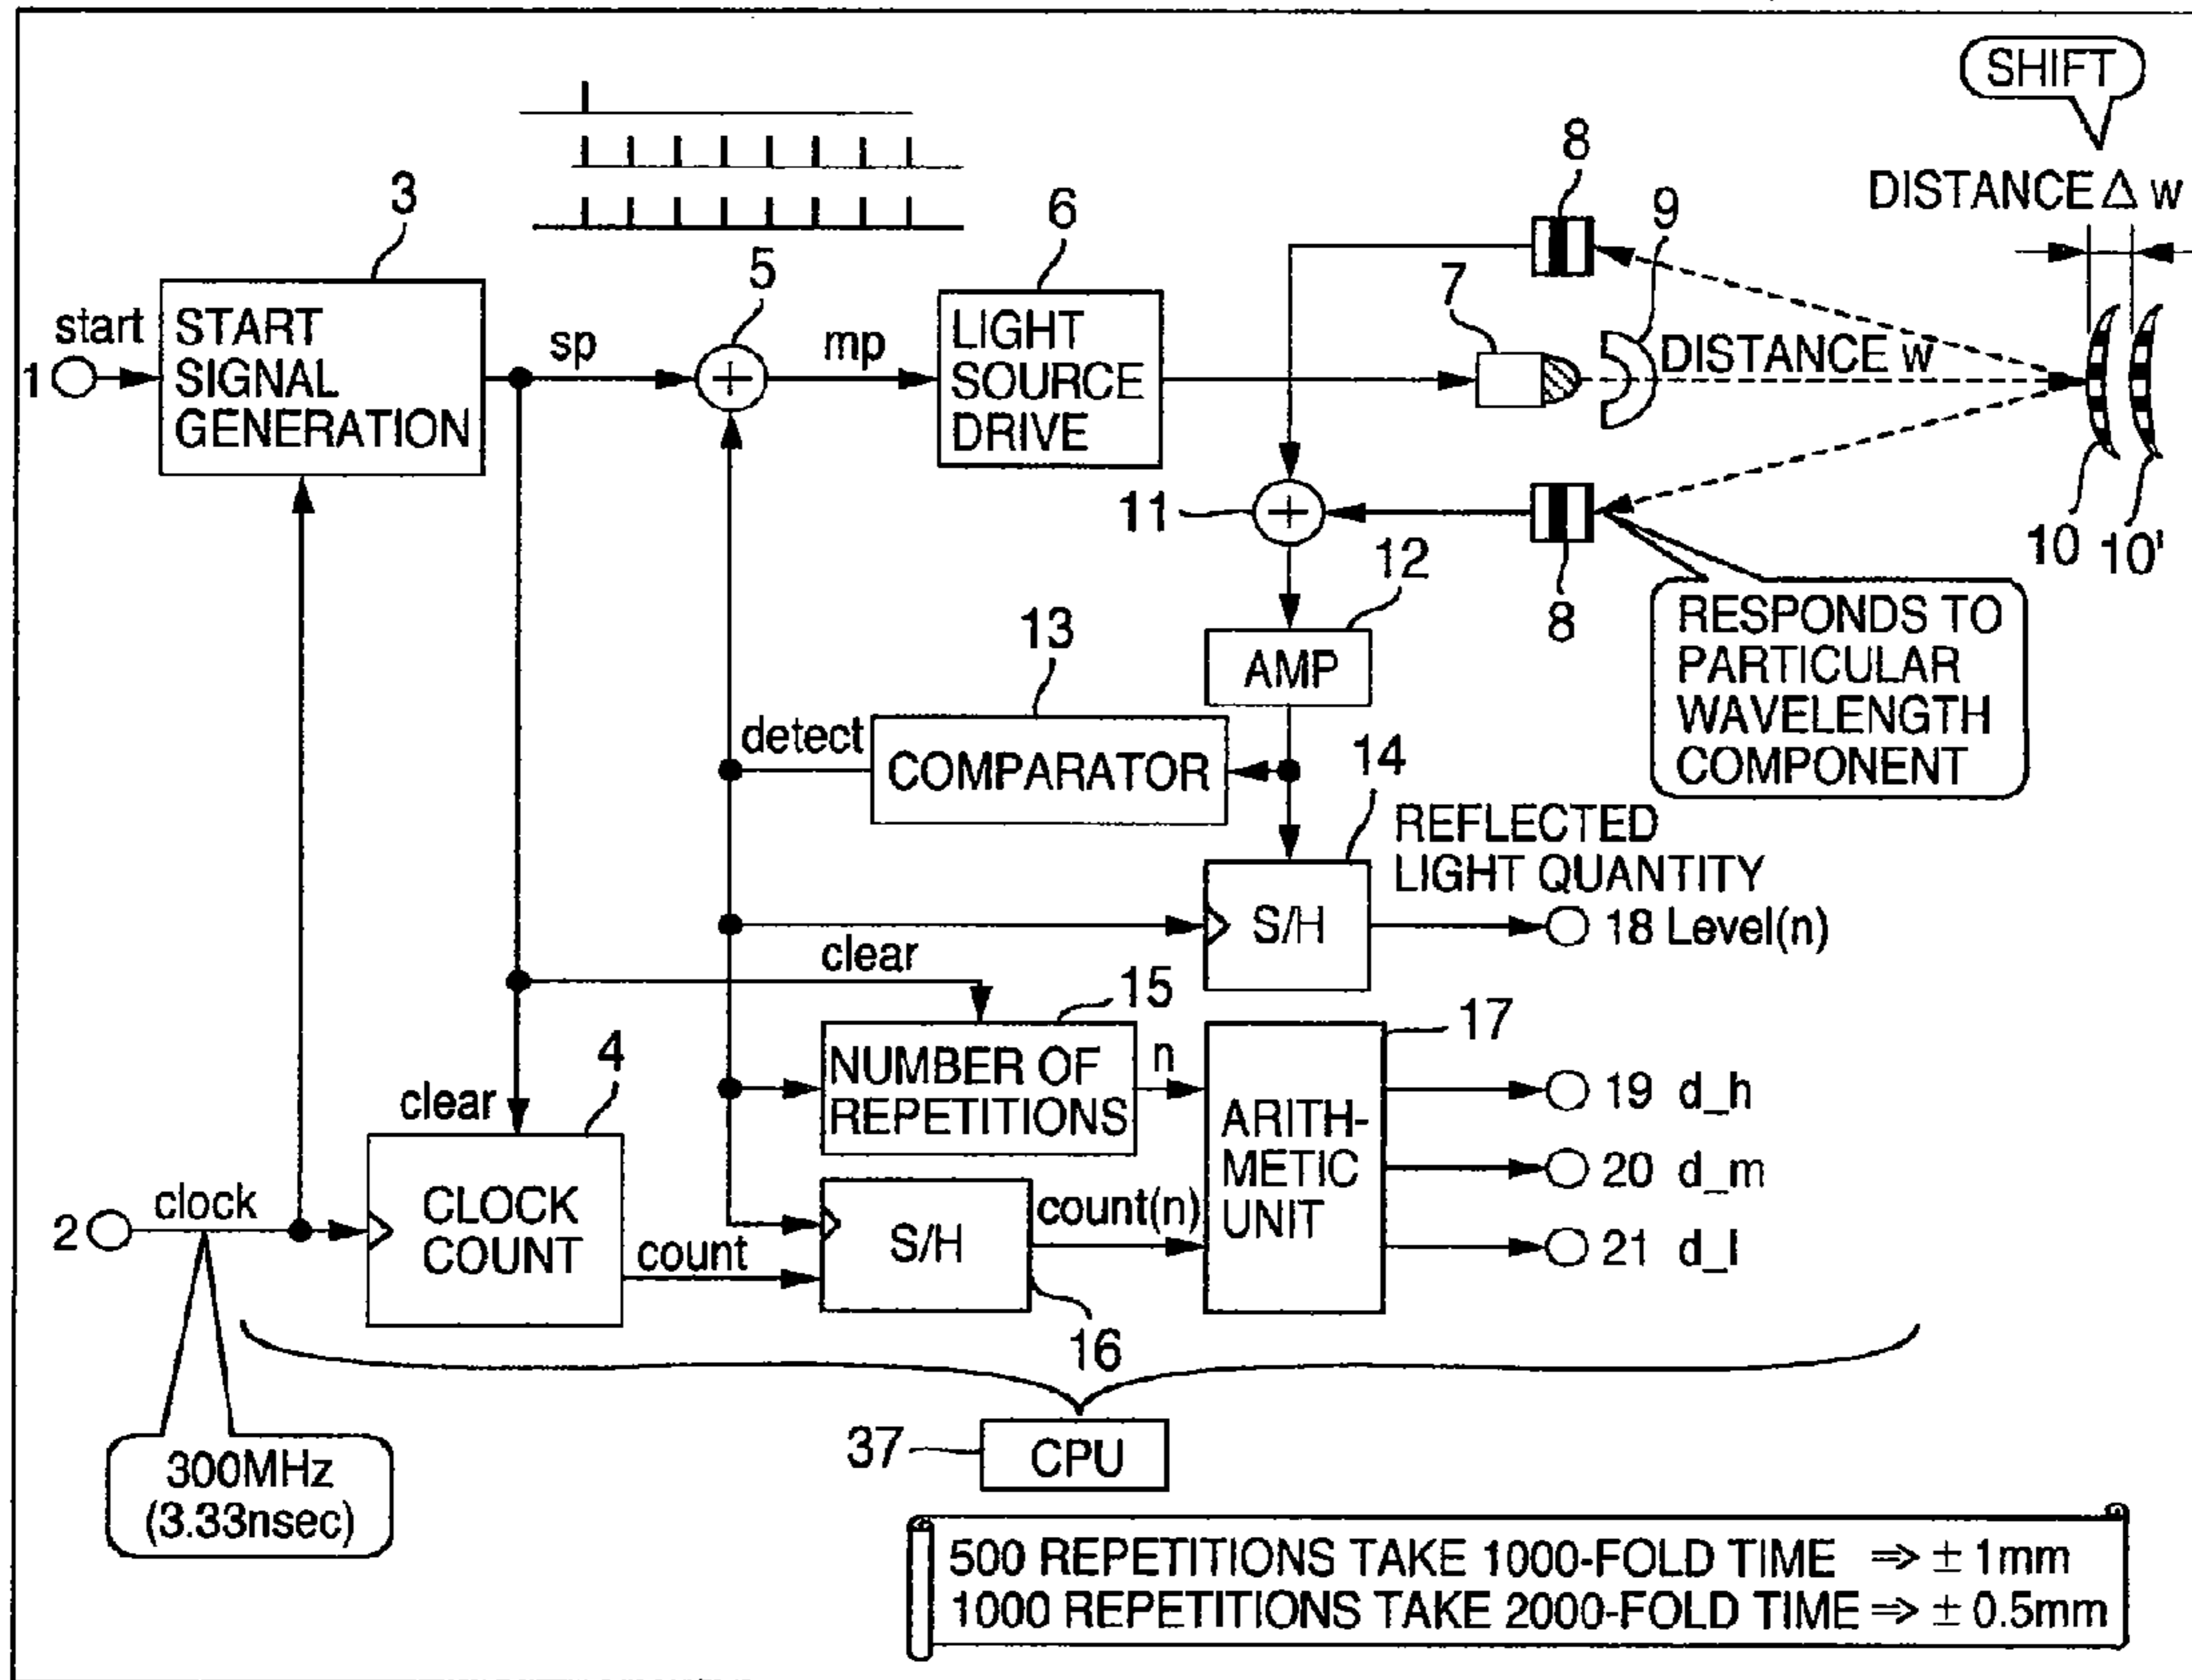 SHIFT
DISTANCE Δ w
8
9
3
6
5
7
1
start
START
SIGNAL
GENERATION
sp
mp
LIGHT
SOURCE
DRIVE
DISTANCE w
10
10'
11
8
12
AMP
RESPONDS TO
PARTICULAR
WAVELENGTH
COMPONENT
13
detect
COMPARATOR
14
REFLECTED
LIGHT QUANTITY
S/H
18 Level(n)
clear
15
17
4
NUMBER OF
REPETITIONS
n
ARITH-
METIC
UNIT
19 d_h
20 d_m
21 d_l
clear
2
clock
CLOCK
COUNT
count
S/H
count(n)
16
37
CPU
300MHz
(3.33nsec)
500 REPETITIONS TAKE 1000-FOLD TIME ⇒ ± 1mm
1000 REPETITIONS TAKE 2000-FOLD TIME ⇒ ± 0.5mm